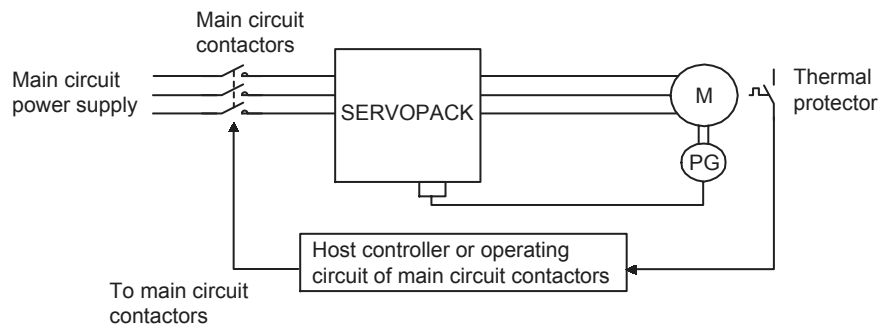 Main circuit
contactors
Main circuit
power supply
SERVOPACK
M
Thermal
protector
PG
Host controller or operating
circuit of main circuit contactors
To main circuit
contactors